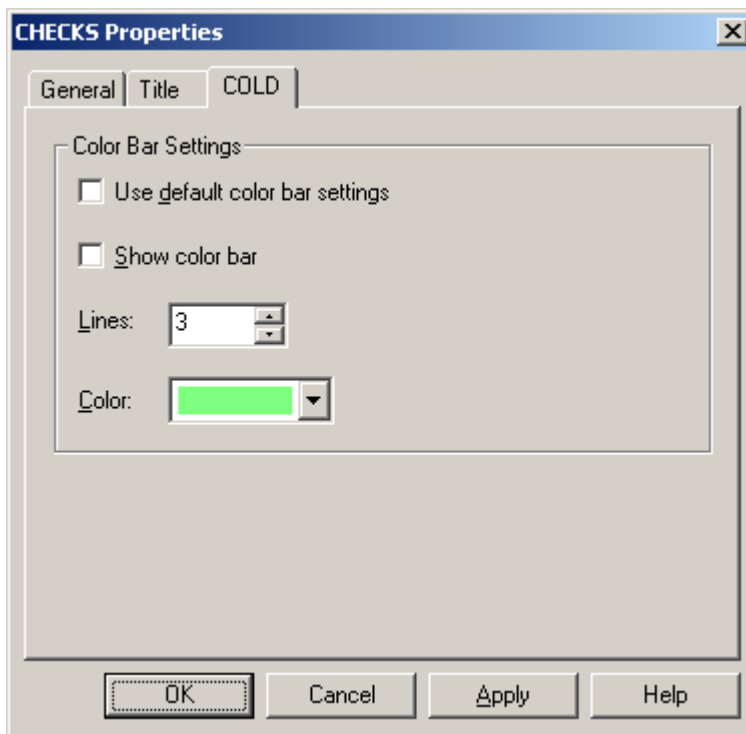 CHECKS Properties
General Title COLD
Color Bar Settings
Use default color bar settings
Show color bar
Lines: 3
Color:
OK Cancel Apply Help